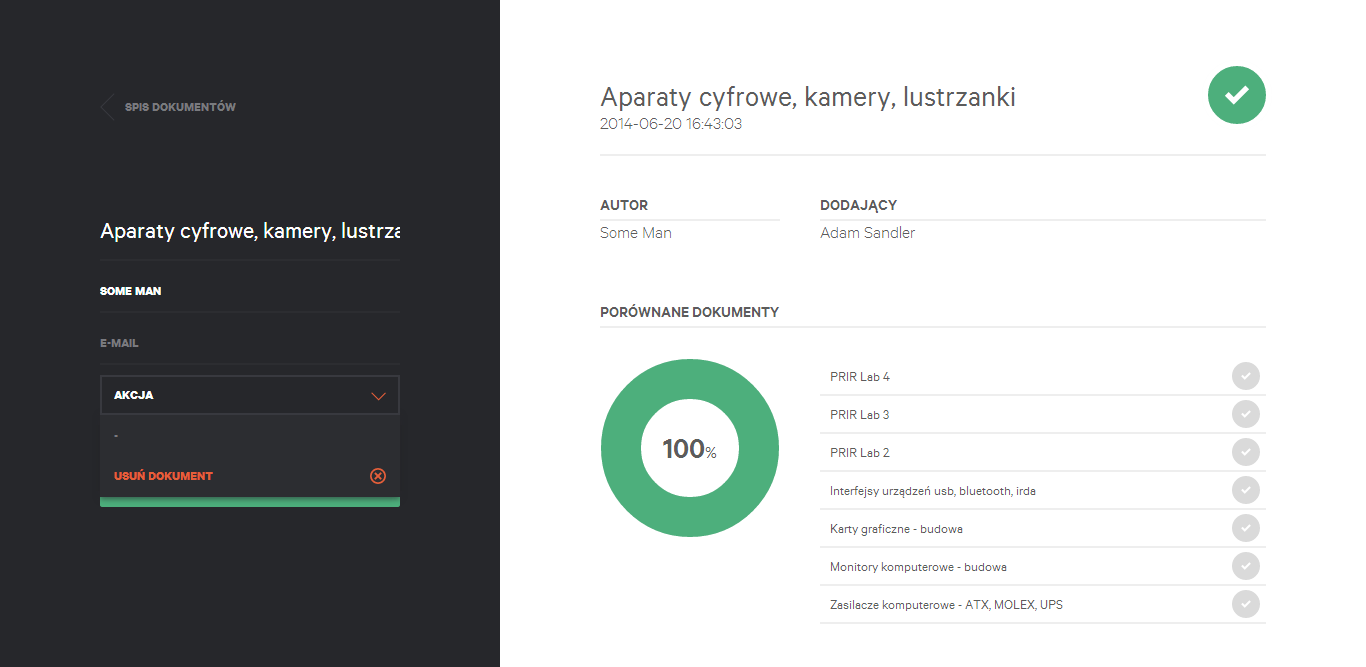 SPIS DOKUMENTÓW
Aparaty cyfrowe, kamery, lustrza
SOME MAN
E-MAIL
AKCJA
-
USUŃ DOKUMENT
Aparaty cyfrowe, kamery, lustrzanki
2014-06-20 16:43:03
AUTOR
Some Man
DODAJĄCY
Adam Sandler
PORÓWNANE DOKUMENTY
100%
PRIR Lab 4
PRIR Lab 3
PRIR Lab 2
Interfejsy urządzeń usb, bluetooth, irda
Karty graficzne - budowa
Monitory komputerowe - budowa
Zasilacze komputerowe - ATX, MOLEX, UPS